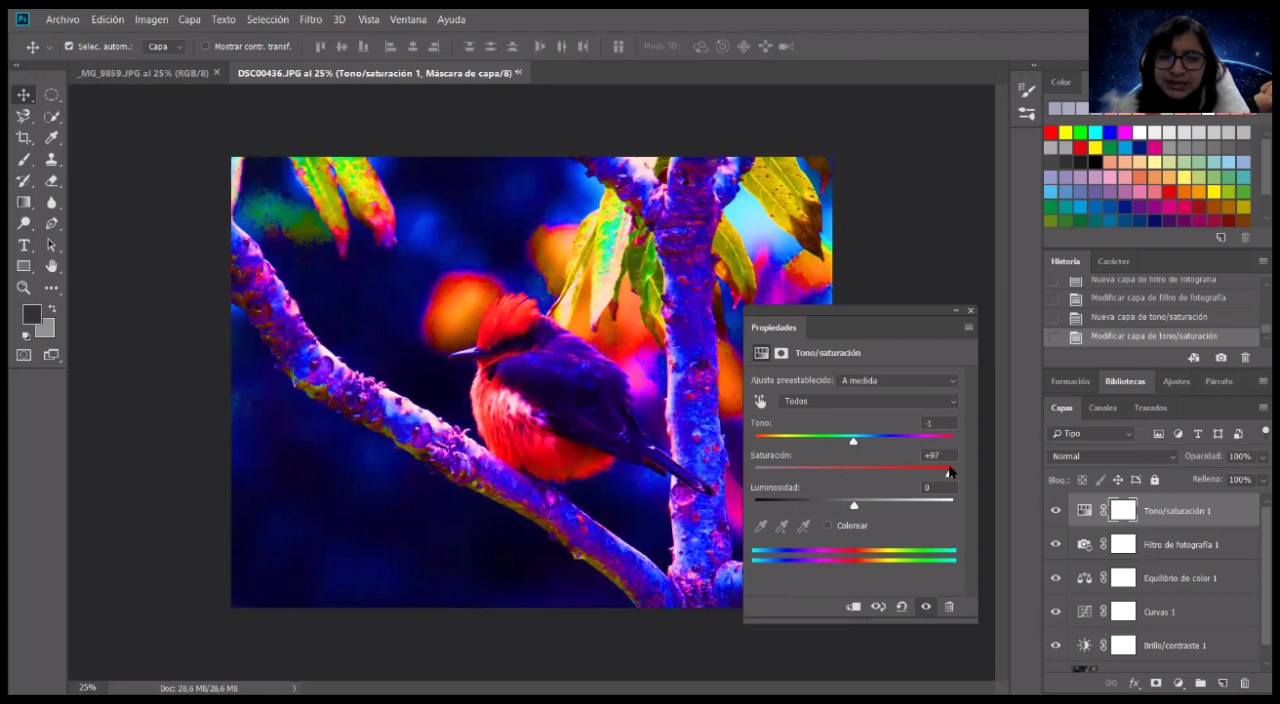 Ps Archivo Edición Imagen Capa Texto Selección Filtro 3D Vista Ventana Ayuda
Selec. autom.: Capa Mostrar contr. transf. Modo 3D:
_MG_9859.JPG al 25% (RGB/8) × DSC00436.JPG al 25% (Tono/saturación 1, Máscara de capa/8) *
Color
Historia Carácter
Nueva capa de filtro de fotografía
Modificar capa de filtro de fotografía
Nueva capa de tono/saturación
Modificar capa de tono/saturación
Propiedades
Tono/saturación
Ajuste preestablecido: A medida
Todos
Tono: -1
Saturación: +97
Luminosidad: 0
Colorear
Formación Bibliotecas Ajustes Párrafo
Capas Canales Trazados
Tipo
Normal Opacidad: 100%
Bloq.: Relleno: 100%
Tono/saturación 1
Filtro de fotografía 1
Equilibrio de color 1
Curvas 1
Brillo/contraste 1
fx
25% Doc: 28,6 MB/28,6 MB